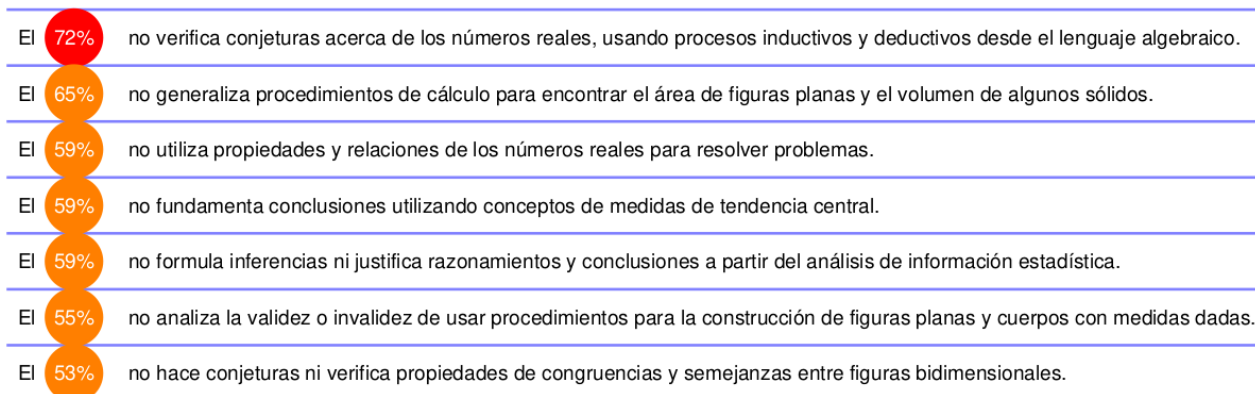 El 72% no verifica conjeturas acerca de los números reales, usando procesos inductivos y deductivos desde el lenguaje algebraico.
El 65% no generaliza procedimientos de cálculo para encontrar el área de figuras planas y el volumen de algunos sólidos.
El 59% no utiliza propiedades y relaciones de los números reales para resolver problemas.
El 59% no fundamenta conclusiones utilizando conceptos de medidas de tendencia central.
El 59% no formula inferencias ni justifica razonamientos y conclusiones a partir del análisis de información estadística.
El 55% no analiza la validez o invalidez de usar procedimientos para la construcción de figuras planas y cuerpos con medidas dadas.
El 53% no hace conjeturas ni verifica propiedades de congruencias y semejanzas entre figuras bidimensionales.